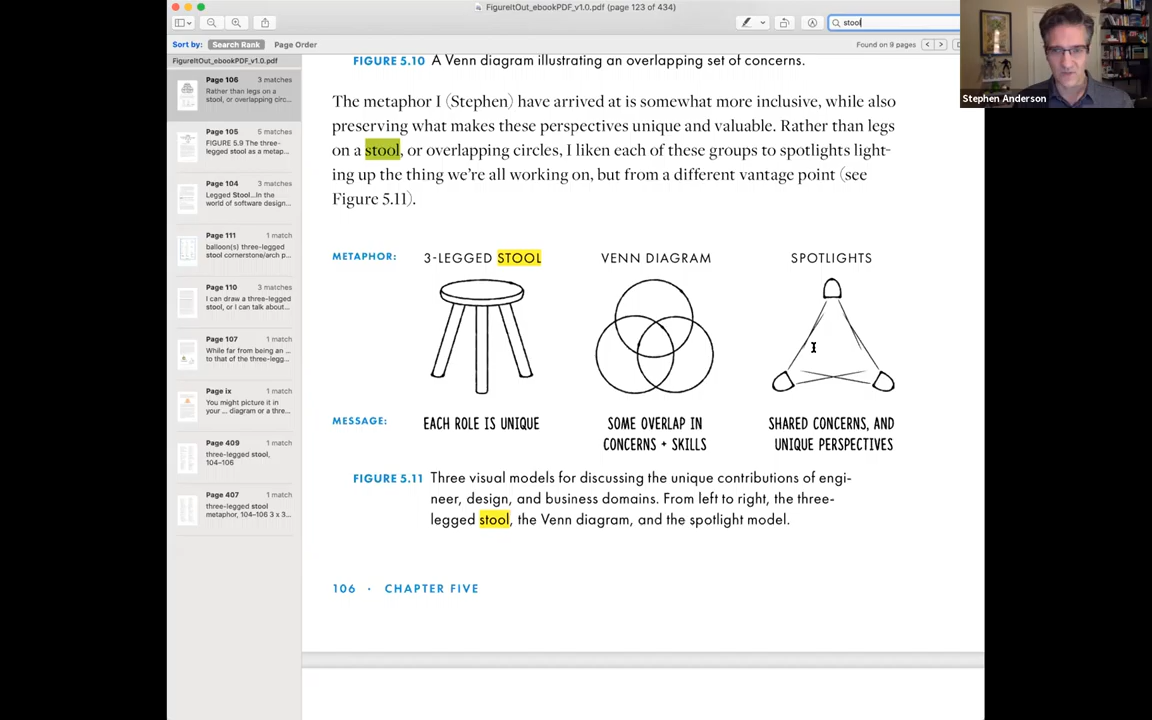 FigureItOut_ebookPDF_v1.0.pdf (page 123 of 434)
stool
Sort by: Search Rank Page Order
Found on 9 pages
FigureItOut_ebookPDF_v1.0.pdf
Page 106 3 matches
Rather than legs on a
stool, or overlapping circ...
Page 105 5 matches
FIGURE 5.9 The three-
legged stool as a metap...
Page 104 3 matches
Legged Stool...In the
world of software design...
Page 111 1 match
balloon(s) three-legged
stool cornerstone/arch p...
Page 110 3 matches
I can draw a three-legged
stool, or I can talk about...
Page 107 1 match
While far from being an ...
to that of the three-legg...
Page ix 1 match
You might picture it in
your ... diagram or a thre...
Page 409 1 match
three-legged stool,
104–106
Page 407 1 match
three-legged stool
metaphor, 104–106 3 x 3...
FIGURE 5.10 A Venn diagram illustrating an overlapping set of concerns.
The metaphor I (Stephen) have arrived at is somewhat more inclusive, while also
preserving what makes these perspectives unique and valuable. Rather than legs
on a stool, or overlapping circles, I liken each of these groups to spotlights light-
ing up the thing we're all working on, but from a different vantage point (see
Figure 5.11).
METAPHOR: 3-LEGGED STOOL VENN DIAGRAM SPOTLIGHTS
MESSAGE: EACH ROLE IS UNIQUE SOME OVERLAP IN SHARED CONCERNS, AND
CONCERNS + SKILLS UNIQUE PERSPECTIVES
FIGURE 5.11 Three visual models for discussing the unique contributions of engi-
neer, design, and business domains. From left to right, the three-
legged stool, the Venn diagram, and the spotlight model.
106 · CHAPTER FIVE
Stephen Anderson